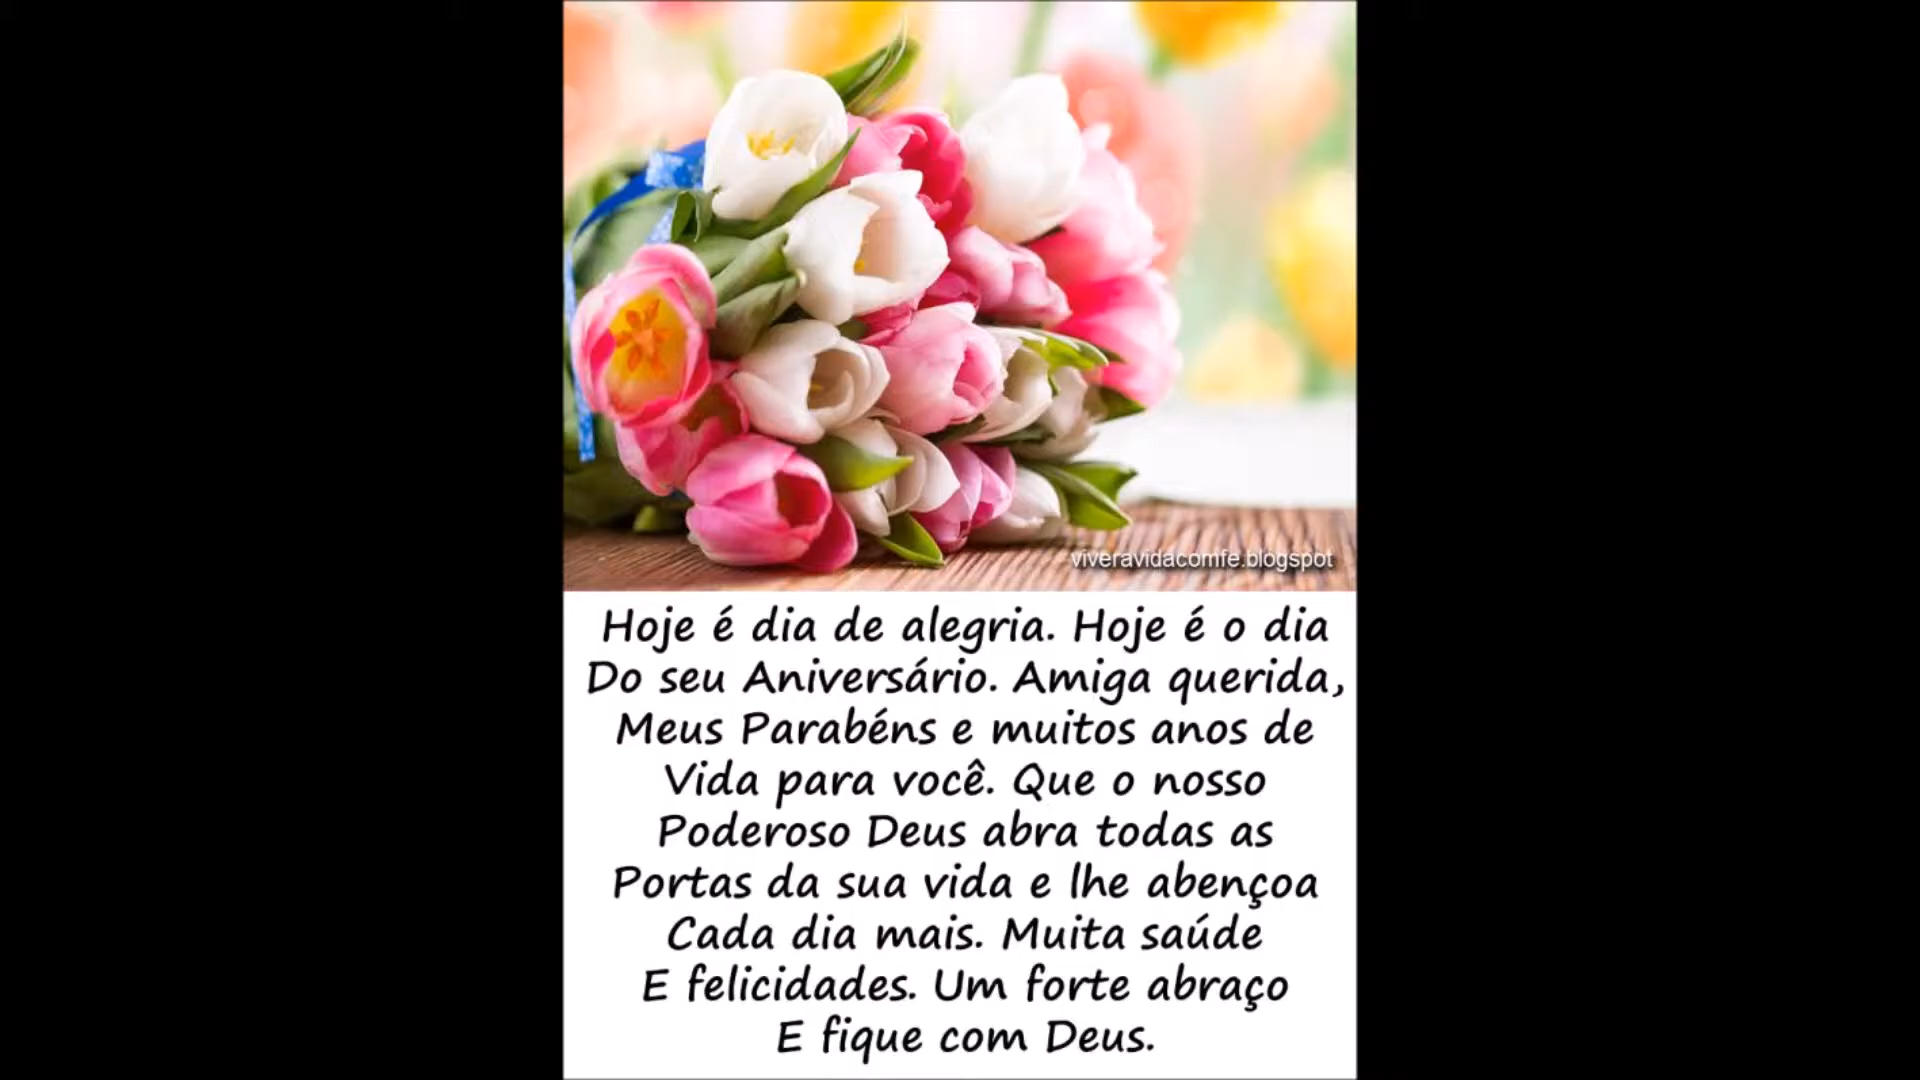 viveravidacomfe.blogspot
Hoje é dia de alegria. Hoje é o dia
Do seu Aniversário. Amiga querida,
Meus Parabéns e muitos anos de
Vida para você. Que o nosso
Poderoso Deus abra todas as
Portas da sua vida e lhe abençoa
Cada dia mais. Muita saúde
E felicidades. Um forte abraço
E fique com Deus.